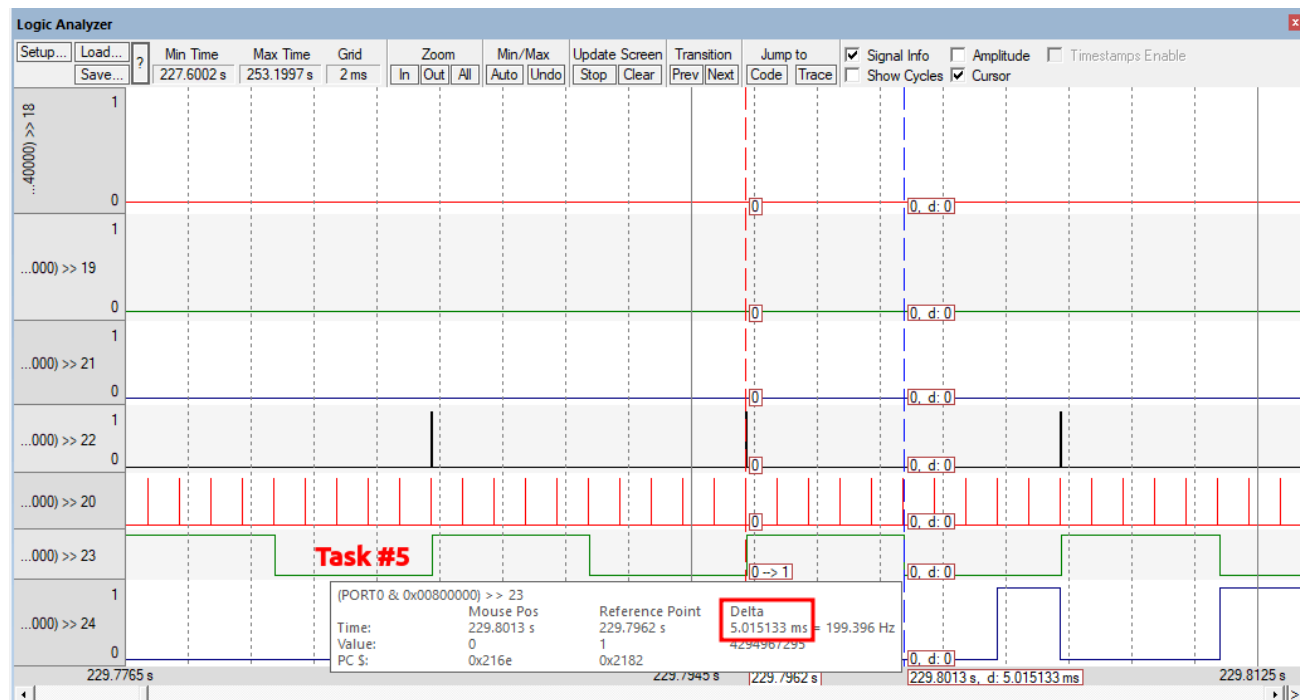 Logic Analyzer
Setup... Load... ? Min Time Max Time Grid Zoom Min/Max Update Screen Transition Jump to Signal Info Amplitude Timestamps Enable
Save... 227.6002 s 253.1997 s 2 ms In Out All Auto Undo Stop Clear Prev Next Code Trace Show Cycles Cursor
1
...40000) >> 18
0
0
0, d: 0
1
...000) >> 19
0
0
0, d: 0
1
...000) >> 21
0
0
0, d: 0
1
...000) >> 22
0
0
0, d: 0
...000) >> 20
0
0, d: 0
...000) >> 23
Task #5
0 --> 1
0, d: 0
(PORT0 & 0x00800000) >> 23
Mouse Pos Reference Point Delta
Time: 229.8013 s 229.7962 s 5.015133 ms = 199.396 Hz
Value: 0 1 4294967295
PC $: 0x216e 0x2182
1
...000) >> 24
0
0, d: 0
229.7765 s 229.7945 s 229.7962 s 229.8013 s, d: 5.015133 ms 229.8125 s